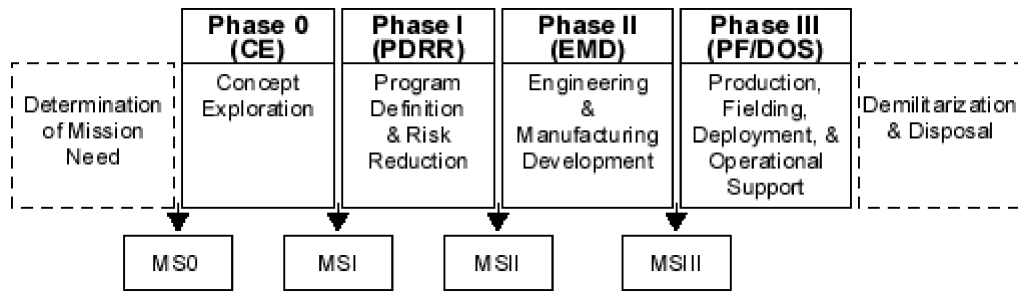 Determination
of Mission
Need
Phase 0
(CE)
Concept
Exploration
Phase I
(PDRR)
Program
Definition
& Risk
Reduction
Phase II
(EMD)
Engineering
&
Manufacturing
Development
Phase III
(PF/DOS)
Production,
Fielding,
Deployment, &
Operational
Support
Demilitarization
& Disposal
MS0
MSI
MSII
MSIII